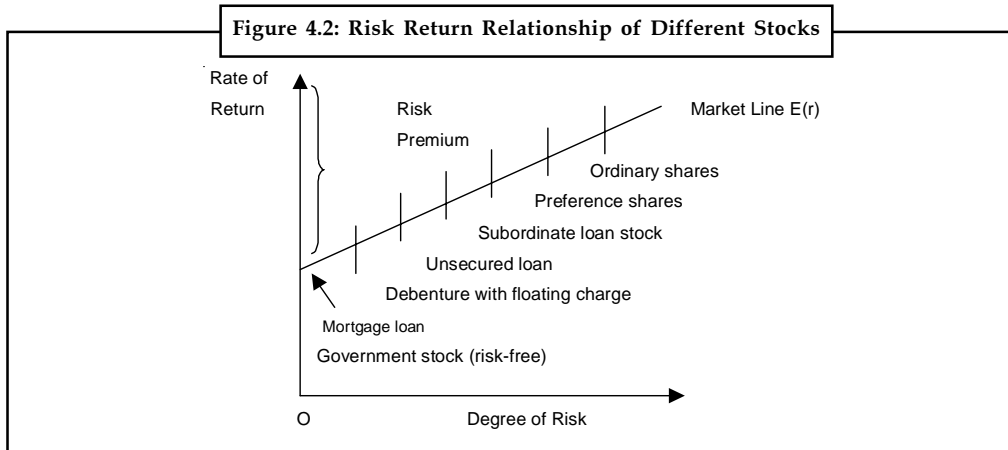 Figure 4.2: Risk Return Relationship of Different Stocks
Rate of
Return
Risk
Premium
Market Line E(r)
Ordinary shares
Preference shares
Subordinate loan stock
Unsecured loan
Debenture with floating charge
Mortgage loan
Government stock (risk-free)
O
Degree of Risk